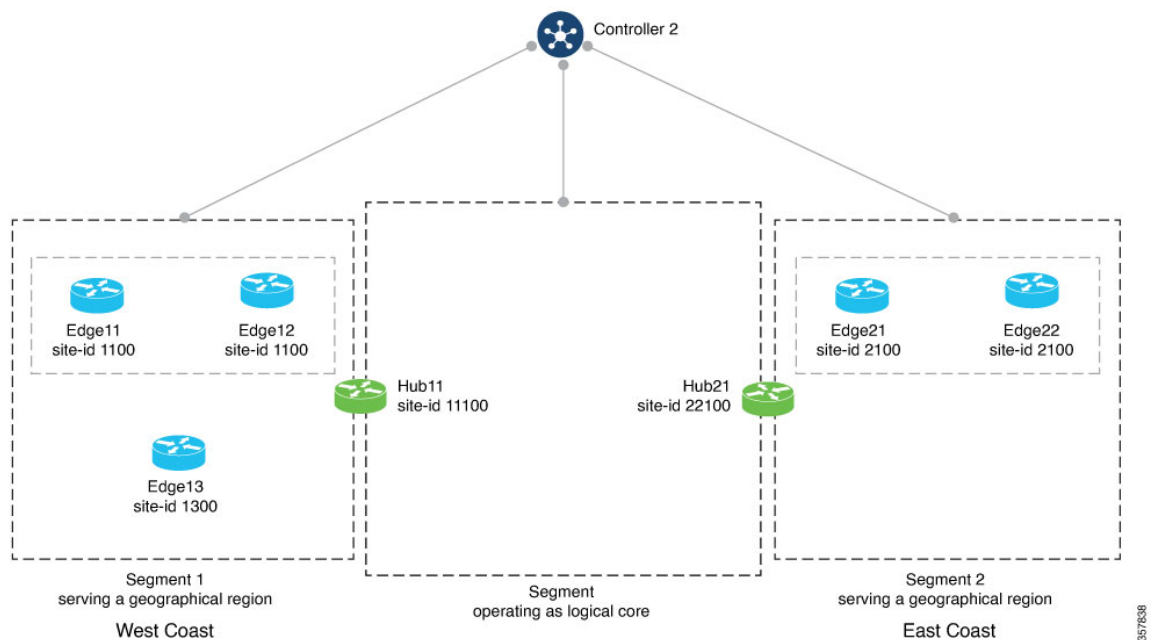 Controller 2
Edge11
site-id 1100
Edge12
site-id 1100
Edge13
site-id 1300
Hub11
site-id 11100
Hub21
site-id 22100
Edge21
site-id 2100
Edge22
site-id 2100
Segment 1
serving a geographical region
West Coast
Segment
operating as logical core
Segment 2
serving a geographical region
East Coast
357838